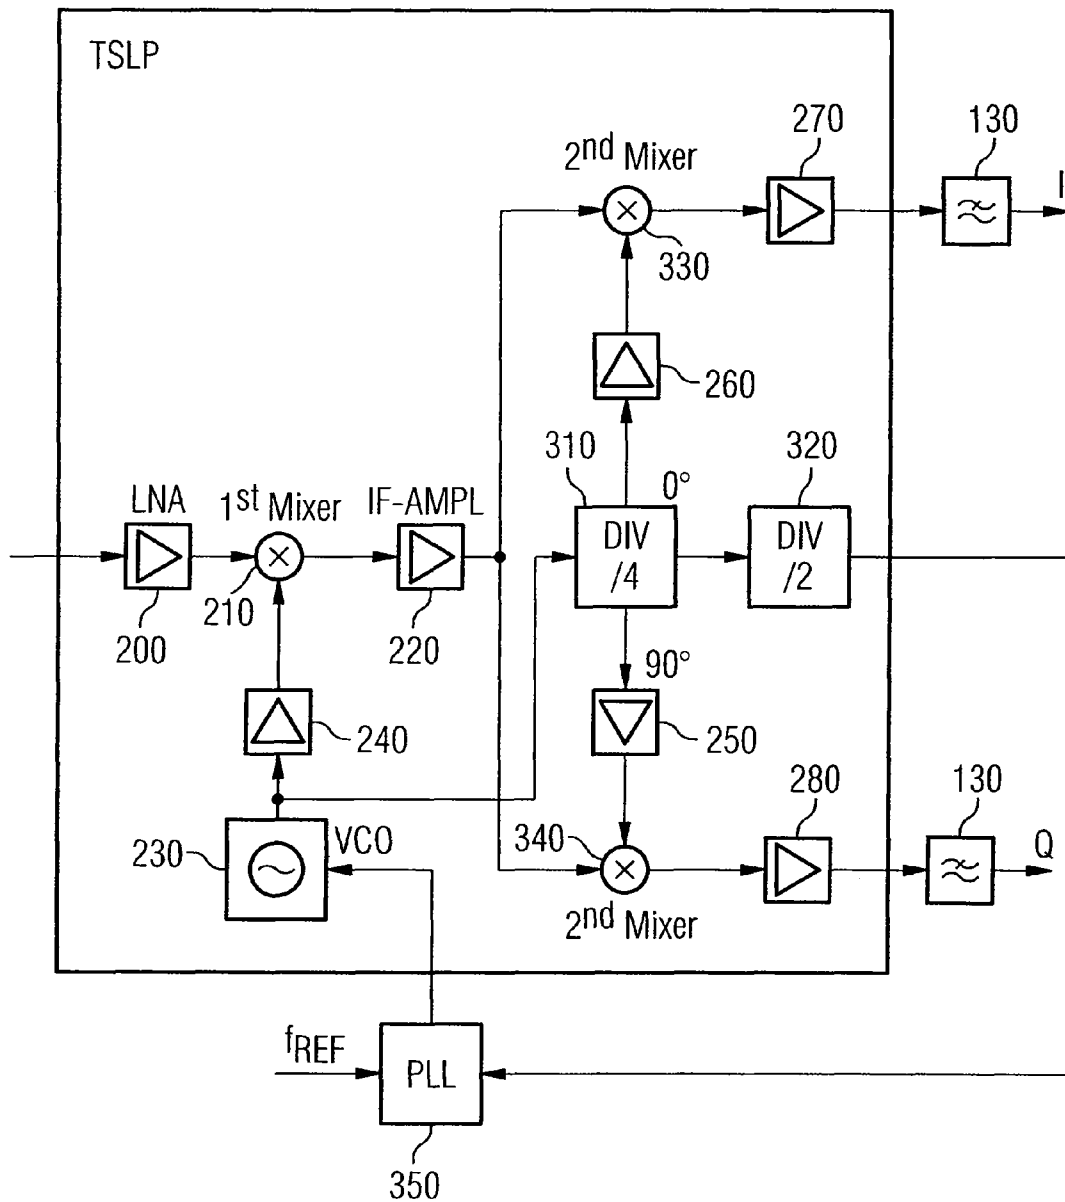 TSLP
270
130
2nd Mixer
I
330
260
310
320
0°
LNA
1st Mixer
IF-AMPL
DIV
/4
DIV
/2
200
210
220
90°
240
250
280
130
230
VCO
340
Q
2nd Mixer
fREF
PLL
350